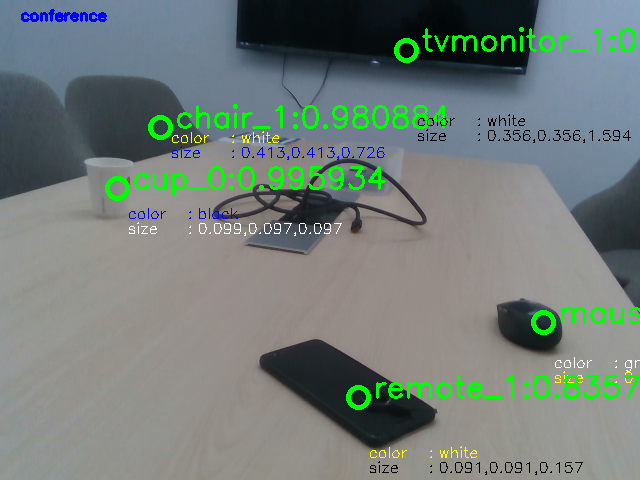 conference
tvmonitor_1:0
color : white
size : 0.356,0.356,1.594
chair_1:0.980884
color : white
size : 0.413,0.413,0.726
cup_0:0.995934
color : black
size : 0.099,0.097,0.097
maus
color : gr
size : 0.
remote_1:0.8357
color : white
size : 0.091,0.091,0.157